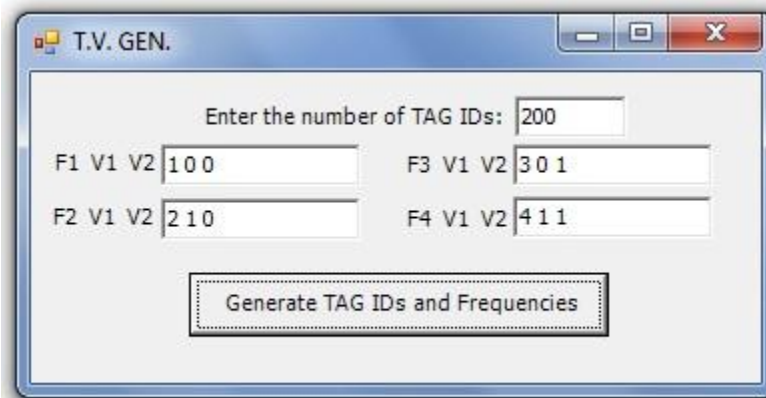 T.V. GEN.
Enter the number of TAG IDs: 200
F1 V1 V2 1 0 0 F3 V1 V2 3 0 1
F2 V1 V2 2 1 0 F4 V1 V2 4 1 1
Generate TAG IDs and Frequencies